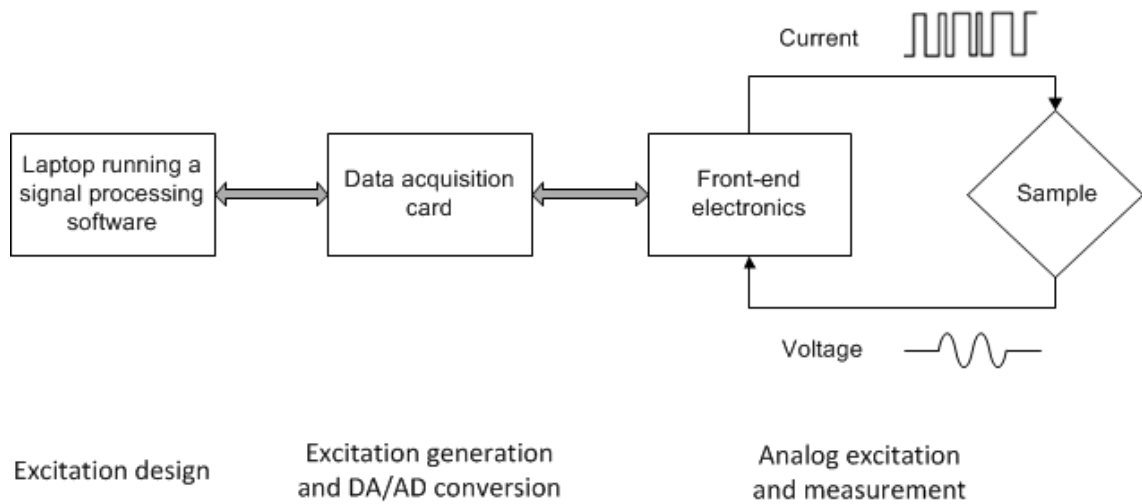 Current
Laptop running a
signal processing
software
Data acquisition
card
Front-end
electronics
Sample
Voltage
Excitation design
Excitation generation
and DA/AD conversion
Analog excitation
and measurement